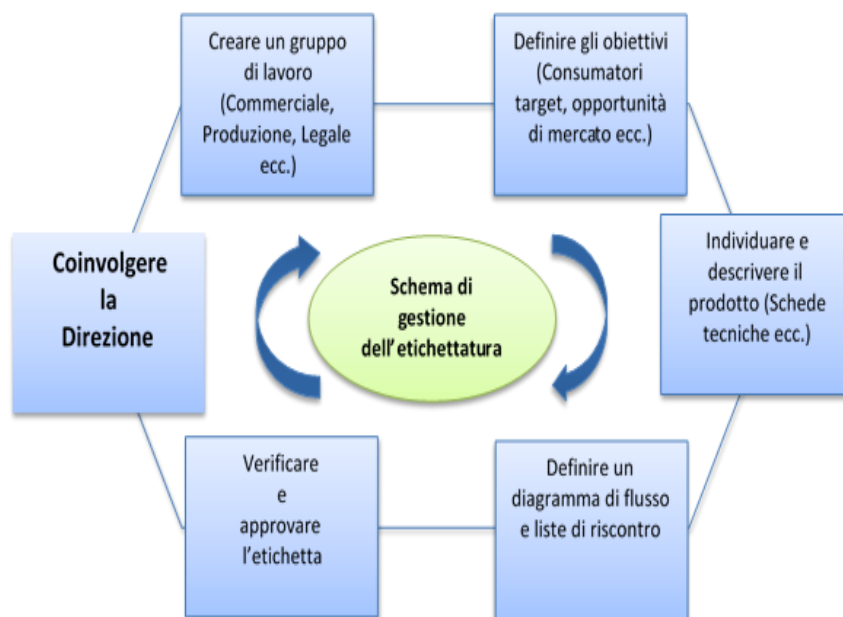 Creare un gruppo
di lavoro
(Commerciale,
Produzione, Legale
ecc.)
Definire gli obiettivi
(Consumatori
target, opportunità
di mercato ecc.)
Individuare e
descrivere il
prodotto (Schede
tecniche ecc.)
Definire un
diagramma di flusso
e liste di riscontro
Verificare
e
approvare
l'etichetta
Coinvolgere
la
Direzione
Schema di
gestione
dell'etichettatura